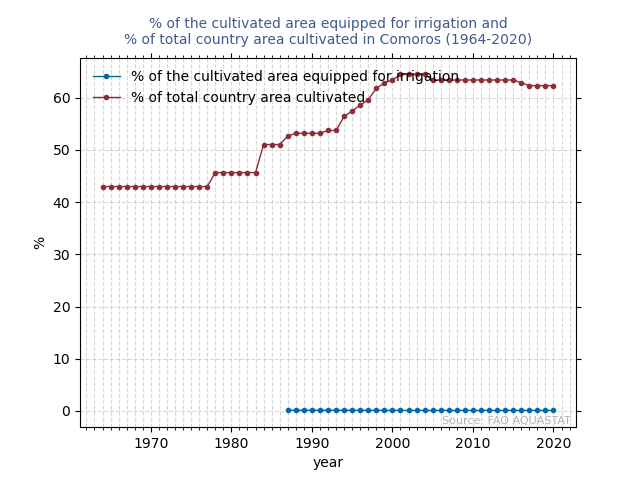 % of the cultivated area equipped for irrigation and
% of total country area cultivated in Comoros (1964-2020)
% of the cultivated area equipped for irrigation
% of total country area cultivated
60
50
40
30
20
10
0
%
Source: FAO AQUASTAT
1970 1980 1990 2000 2010 2020
year